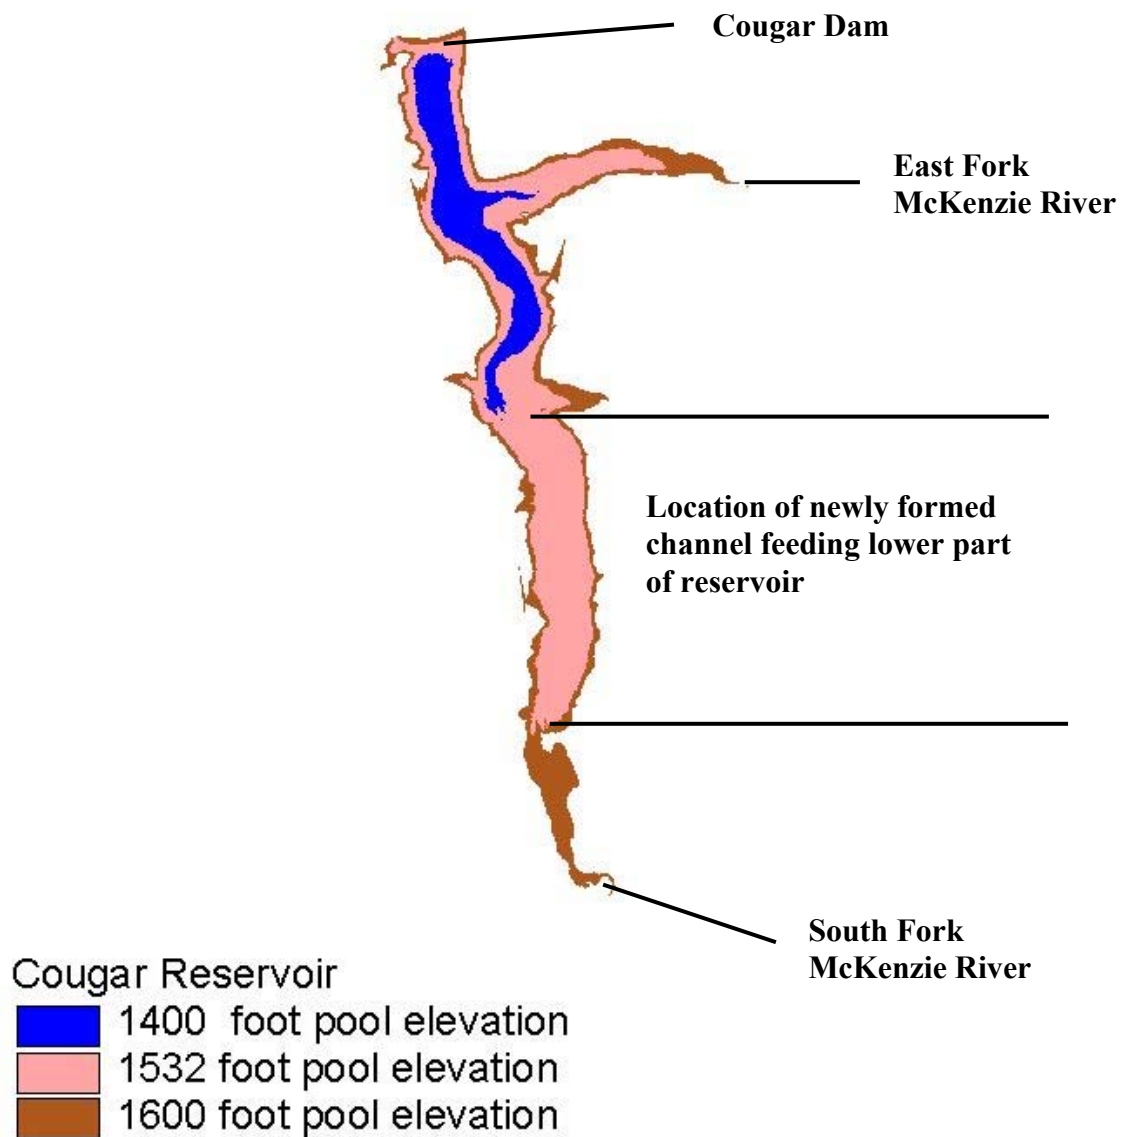 Cougar Dam
East Fork
McKenzie River
Location of newly formed
channel feeding lower part
of reservoir
South Fork
McKenzie River
Cougar Reservoir
1400 foot pool elevation
1532 foot pool elevation
1600 foot pool elevation